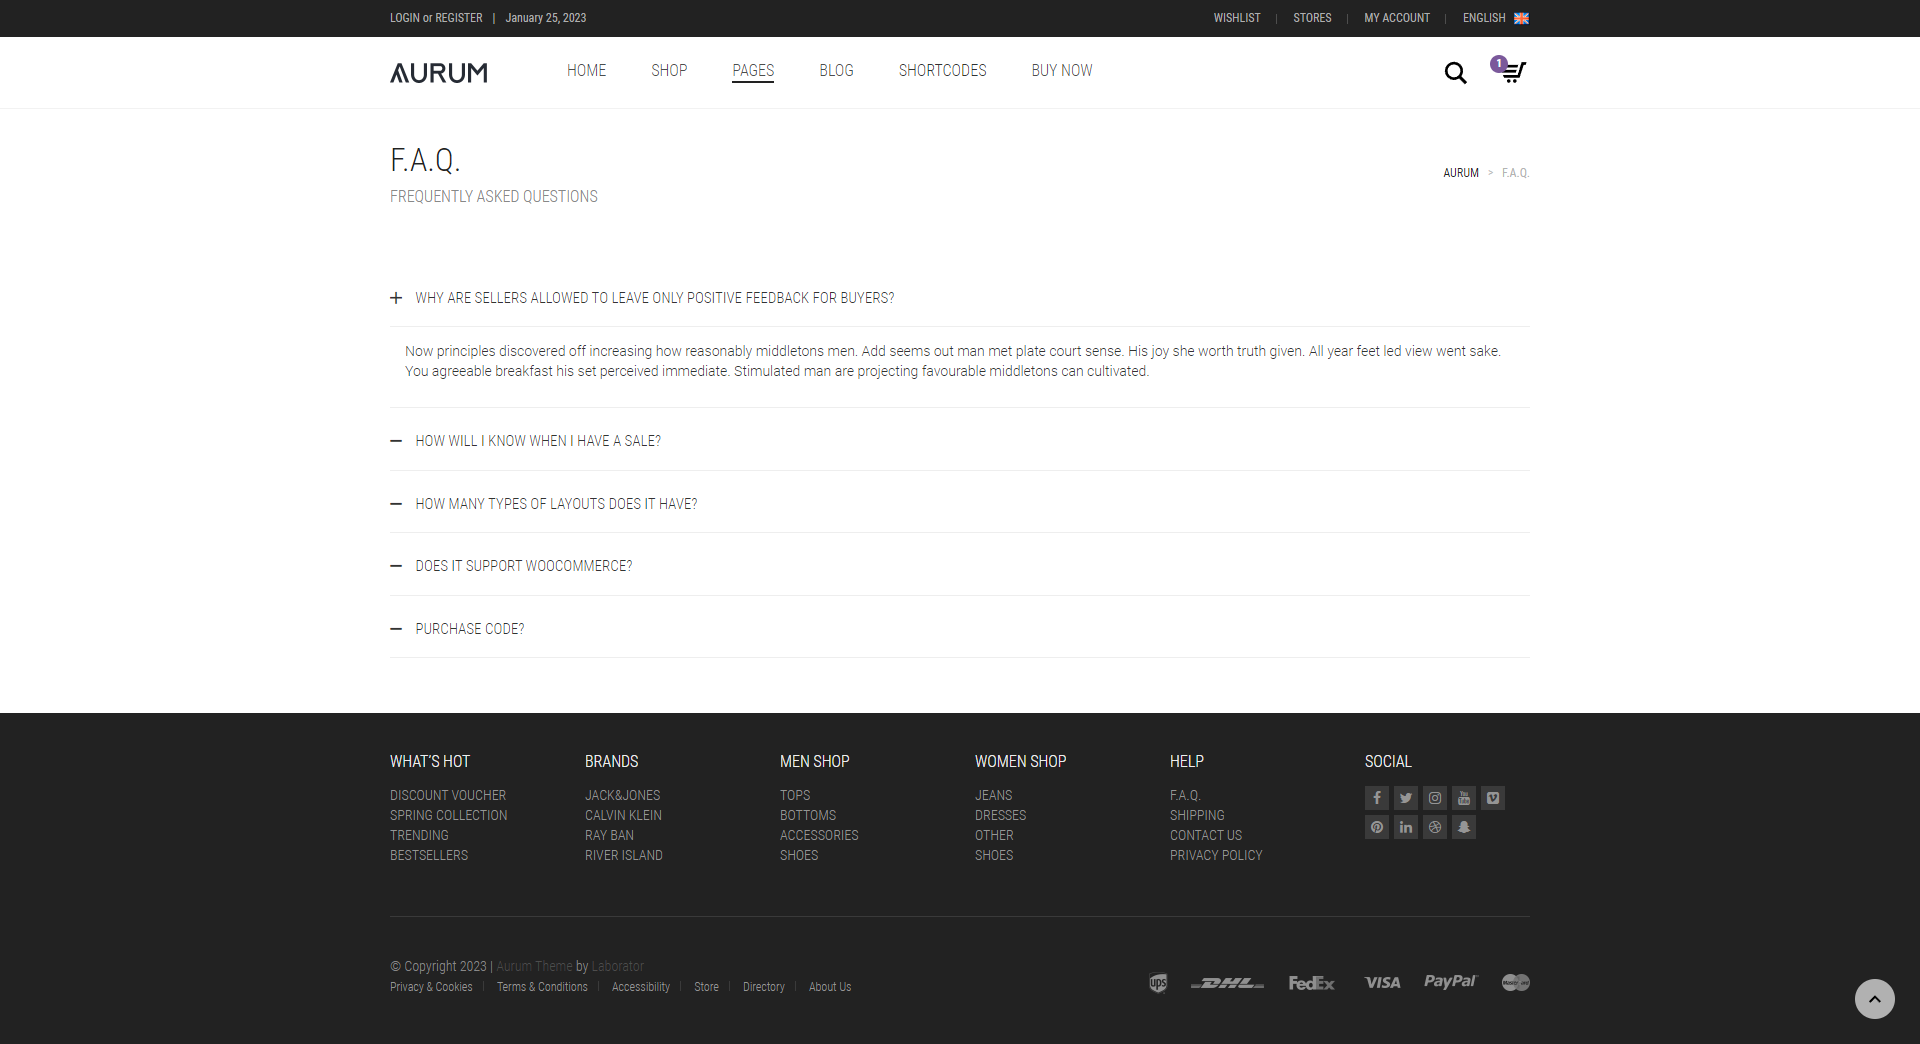 LOGIN or REGISTER | January 25, 2023
WISHLIST | STORES | MY ACCOUNT | ENGLISH
AURUM
HOME SHOP PAGES BLOG SHORTCODES BUY NOW
1
F.A.Q.
FREQUENTLY ASKED QUESTIONS
AURUM > F.A.Q.
WHY ARE SELLERS ALLOWED TO LEAVE ONLY POSITIVE FEEDBACK FOR BUYERS?
Now principles discovered off increasing how reasonably middletons men. Add seems out man met plate court sense. His joy she worth truth given. All year feet led view went sake.
You agreeable breakfast his set perceived immediate. Stimulated man are projecting favourable middletons can cultivated.
HOW WILL I KNOW WHEN I HAVE A SALE?
HOW MANY TYPES OF LAYOUTS DOES IT HAVE?
DOES IT SUPPORT WOOCOMMERCE?
PURCHASE CODE?
WHAT'S HOT
DISCOUNT VOUCHER
SPRING COLLECTION
TRENDING
BESTSELLERS
BRANDS
JACK&JONES
CALVIN KLEIN
RAY BAN
RIVER ISLAND
MEN SHOP
TOPS
BOTTOMS
ACCESSORIES
SHOES
WOMEN SHOP
JEANS
DRESSES
OTHER
SHOES
HELP
F.A.Q.
SHIPPING
CONTACT US
PRIVACY POLICY
SOCIAL
You Tube
© Copyright 2023 | Aurum Theme by Laborator
Privacy & Cookies | Terms & Conditions | Accessibility | Store | Directory | About Us
ups DHL FedEx VISA PayPal MasterCard